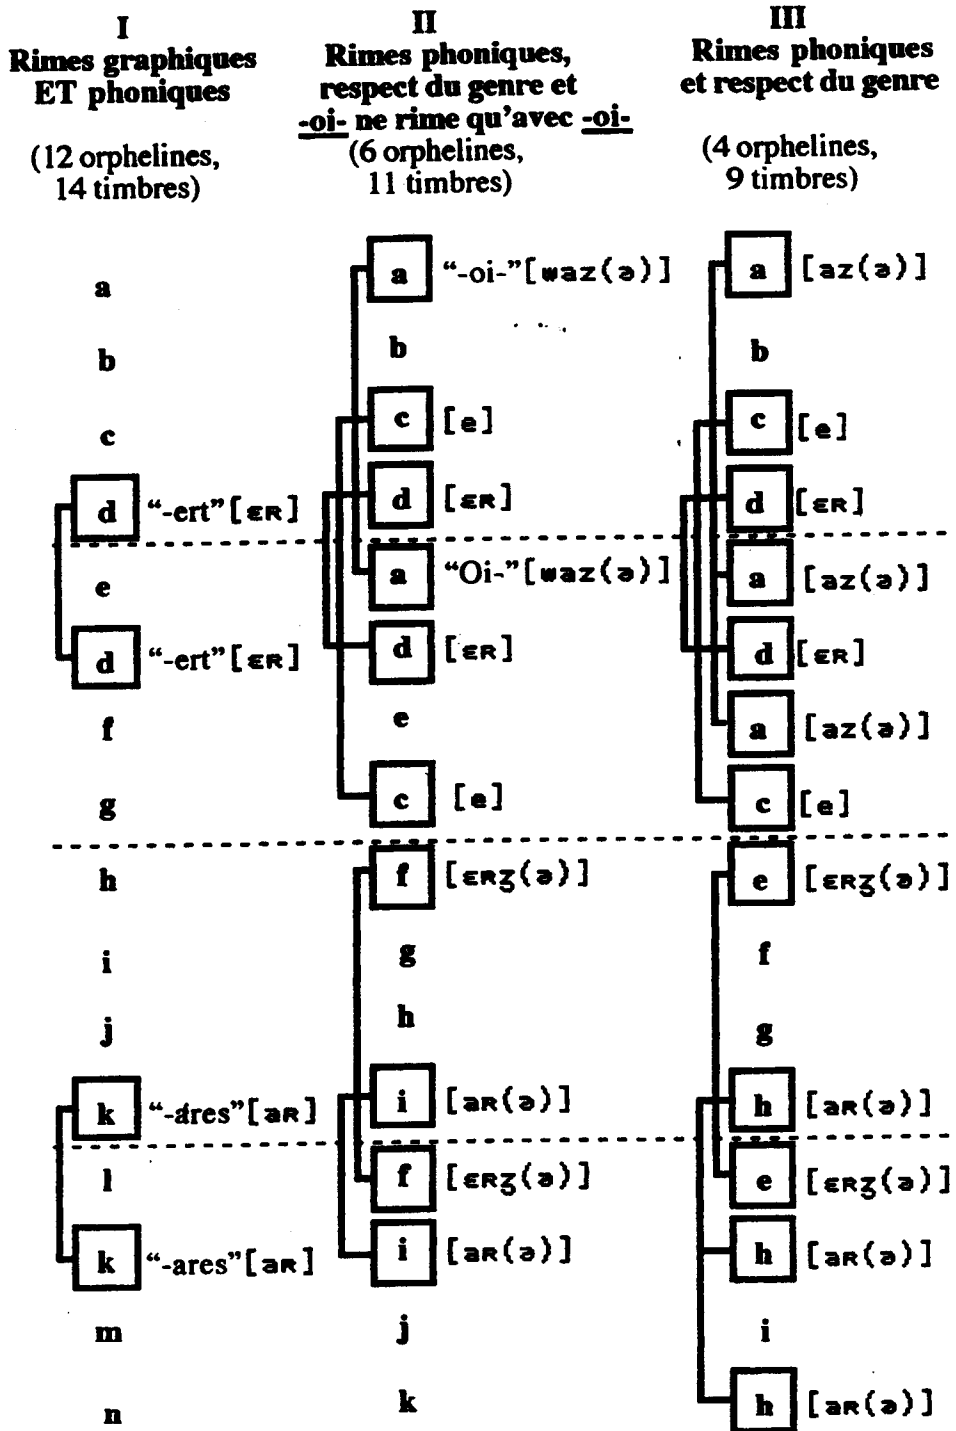 I
Rimes graphiques
ET phoniques
(12 orphelines,
14 timbres)
a
b
c
d "-ert" [ɛʀ]
e
d "-ert" [ɛʀ]
f
g
h
i
j
k "-ares" [aʀ]
l
k "-ares" [aʀ]
m
n
II
Rimes phoniques,
respect du genre et
-oi- ne rime qu'avec -oi-
(6 orphelines,
11 timbres)
a "-oi-" [waz(ə)]
b
c [e]
d [ɛʀ]
a "Oi-" [waz(ə)]
d [ɛʀ]
e
c [e]
f [ɛʀʒ(ə)]
g
h
i [aʀ(ə)]
f [ɛʀʒ(ə)]
i [aʀ(ə)]
j
k
III
Rimes phoniques
et respect du genre
(4 orphelines,
9 timbres)
a [az(ə)]
b
c [e]
d [ɛʀ]
a [az(ə)]
d [ɛʀ]
a [az(ə)]
c [e]
e [ɛʀʒ(ə)]
f
g
h [aʀ(ə)]
e [ɛʀʒ(ə)]
h [aʀ(ə)]
i
h [aʀ(ə)]